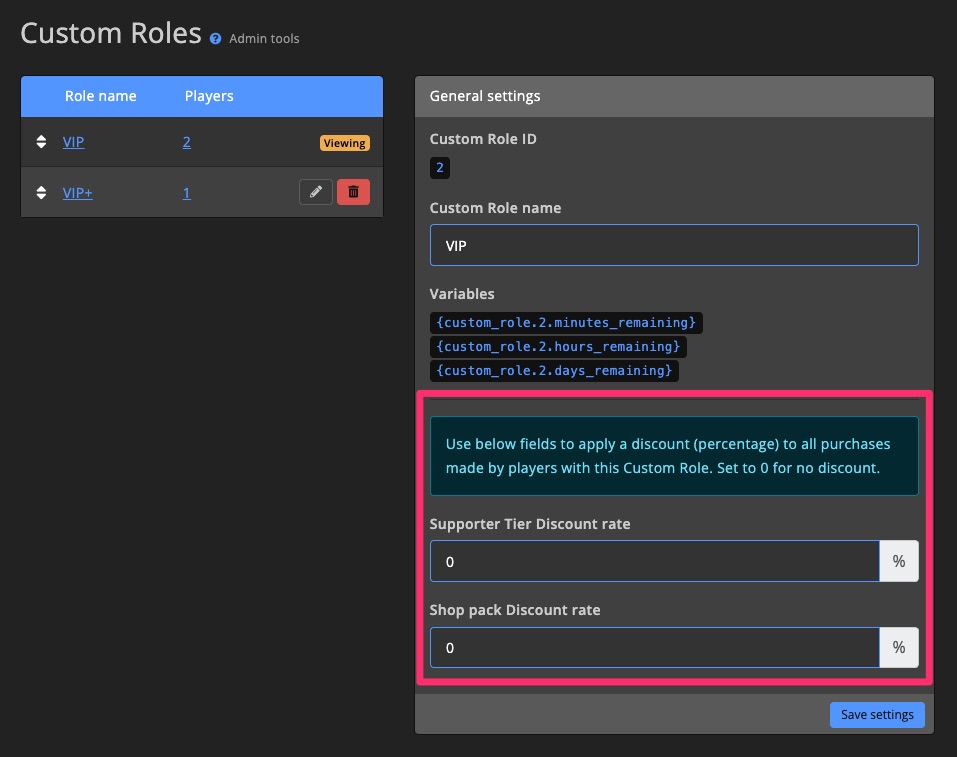 Custom Roles ? Admin tools
Role name Players
VIP 2 Viewing
VIP+ 1
General settings
Custom Role ID
2
Custom Role name
VIP
Variables
{custom_role.2.minutes_remaining}
{custom_role.2.hours_remaining}
{custom_role.2.days_remaining}
Use below fields to apply a discount (percentage) to all purchases
made by players with this Custom Role. Set to 0 for no discount.
Supporter Tier Discount rate
0 %
Shop pack Discount rate
0 %
Save settings